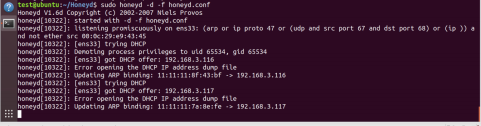 test@ubuntu:~/Honeyd$ sudo honeyd -d -f honeyd.conf
Honeyd V1.6d Copyright (c) 2002-2007 Niels Provos
honeyd[10322]: started with -d -f honeyd.conf
honeyd[10322]: listening promiscuously on ens33: (arp or ip proto 47 or (udp and src port 67 and dst port 68) or (ip )) a
nd not ether src 00:0c:29:e9:43:45
honeyd[10322]: [ens33] trying DHCP
honeyd[10322]: Demoting process privileges to uid 65534, gid 65534
honeyd[10322]: [ens33] got DHCP offer: 192.168.3.116
honeyd[10322]: Error opening the DHCP IP address dump file
honeyd[10322]: Updating ARP binding: 11:11:11:8f:43:bf -> 192.168.3.116
honeyd[10322]: [ens33] trying DHCP
honeyd[10322]: [ens33] got DHCP offer: 192.168.3.117
honeyd[10322]: Error opening the DHCP IP address dump file
honeyd[10322]: Updating ARP binding: 11:11:11:7a:8e:fe -> 192.168.3.117